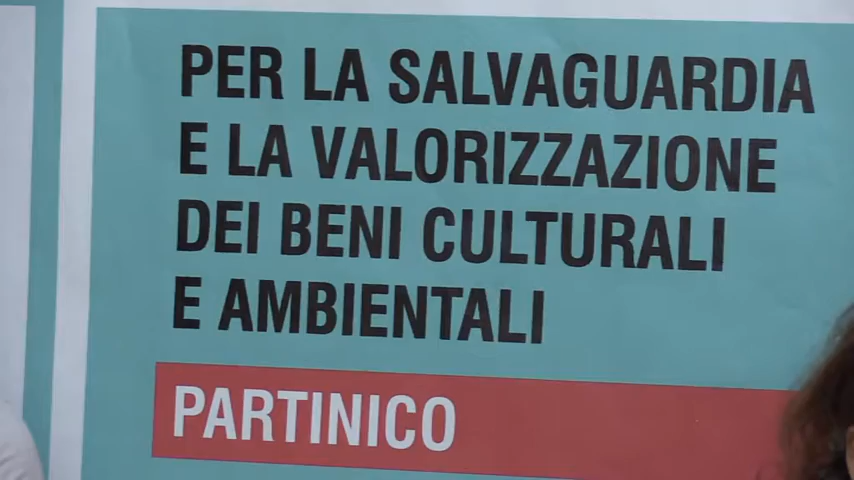 PER LA SALVAGUARDIA
E LA VALORIZZAZIONE
DEI BENI CULTURALI
E AMBIENTALI
PARTINICO